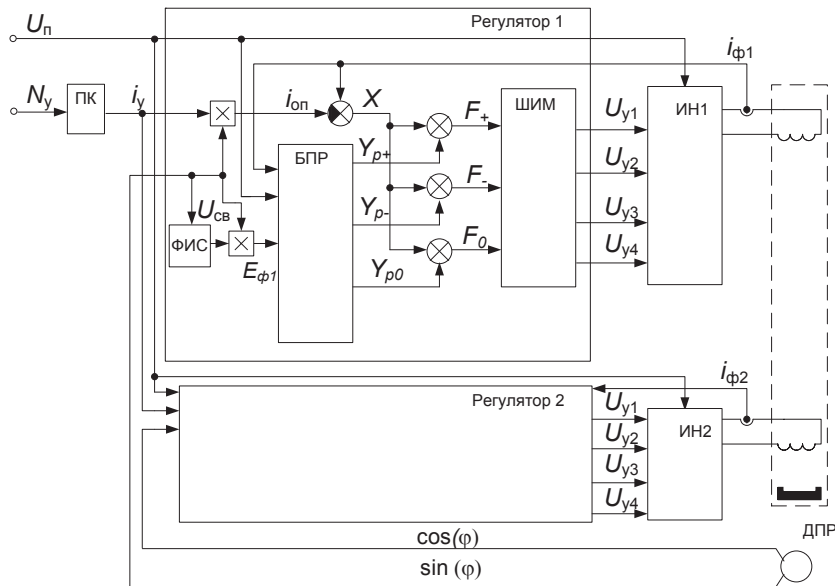 Регулятор 1
Uп
iф1
Nу
ПК
iу
iоп
X
F+
ШИМ
Uу1
ИН1
БПР
Yp+
Uу2
F-
Uсв
Yp-
Uу3
ФИС
F0
Uу4
Eф1
Yp0
iф2
Регулятор 2
Uу1
ИН2
Uу2
Uу3
Uу4
ДПР
cos(φ)
sin (φ)